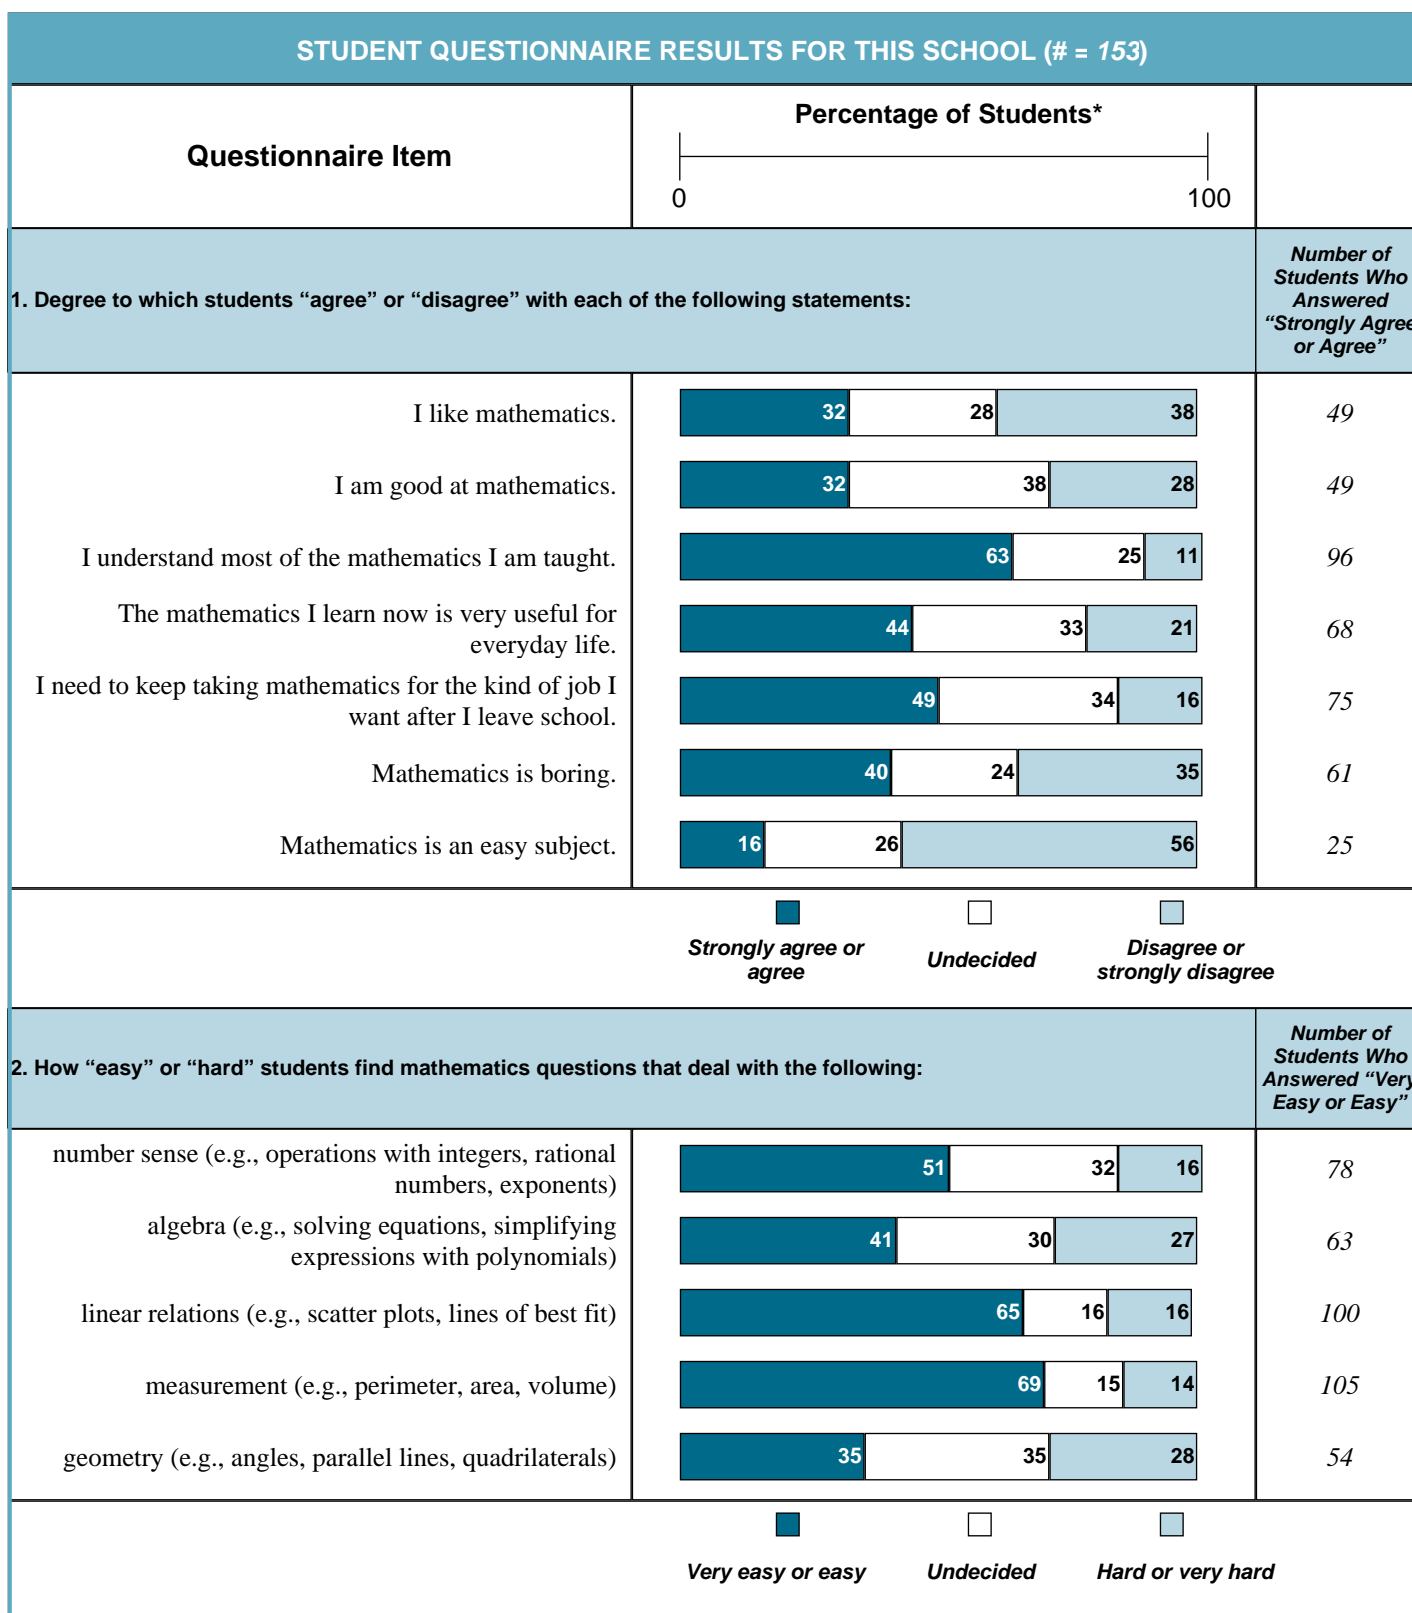 STUDENT QUESTIONNAIRE RESULTS FOR THIS SCHOOL (# = 153)
Questionnaire Item
Percentage of Students*
0 100
1. Degree to which students “agree” or “disagree” with each of the following statements:
Number of
Students Who
Answered
“Strongly Agree
or Agree”
I like mathematics. 32 28 38 49
I am good at mathematics. 32 38 28 49
I understand most of the mathematics I am taught. 63 25 11 96
The mathematics I learn now is very useful for
everyday life. 44 33 21 68
I need to keep taking mathematics for the kind of job I
want after I leave school. 49 34 16 75
Mathematics is boring. 40 24 35 61
Mathematics is an easy subject. 16 26 56 25
Strongly agree or
agree
Undecided
Disagree or
strongly disagree
2. How “easy” or “hard” students find mathematics questions that deal with the following:
Number of
Students Who
Answered “Very
Easy or Easy”
number sense (e.g., operations with integers, rational
numbers, exponents) 51 32 16 78
algebra (e.g., solving equations, simplifying
expressions with polynomials) 41 30 27 63
linear relations (e.g., scatter plots, lines of best fit) 65 16 16 100
measurement (e.g., perimeter, area, volume) 69 15 14 105
geometry (e.g., angles, parallel lines, quadrilaterals) 35 35 28 54
Very easy or easy Undecided Hard or very hard